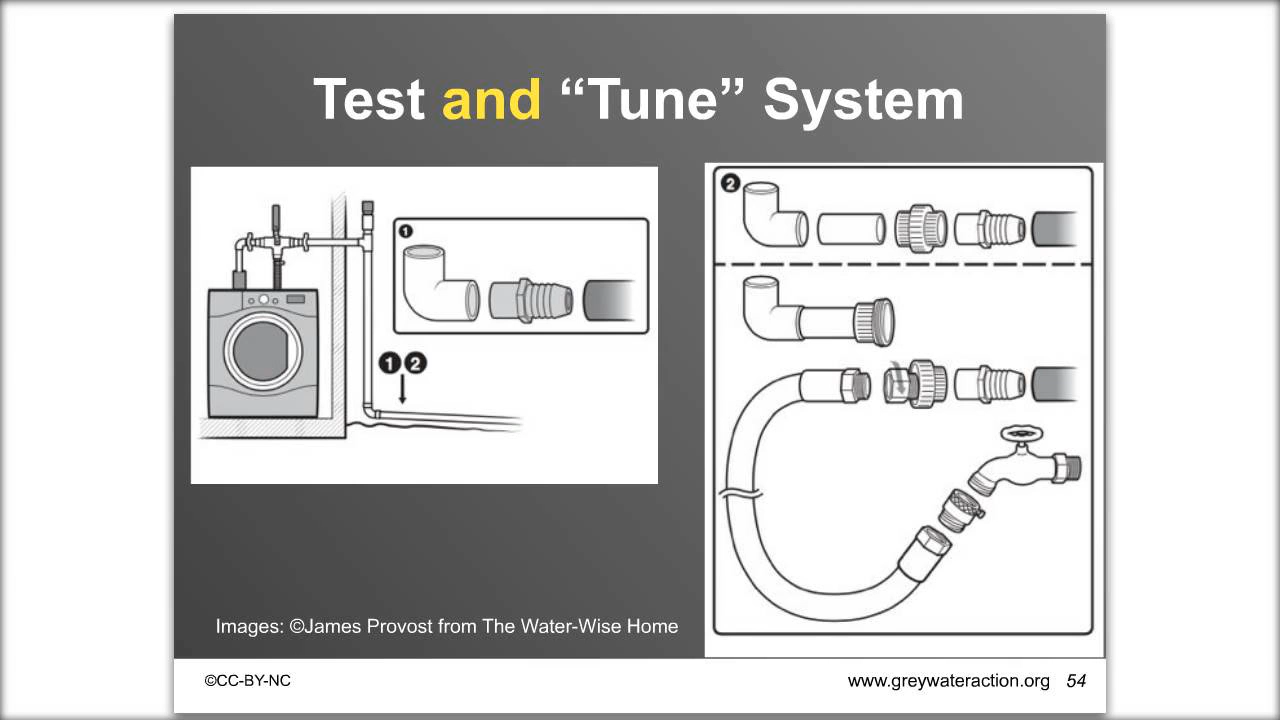 Test and “Tune” System
1
1 2
2
Images: ©James Provost from The Water-Wise Home
©CC-BY-NC
www.greywateraction.org 54